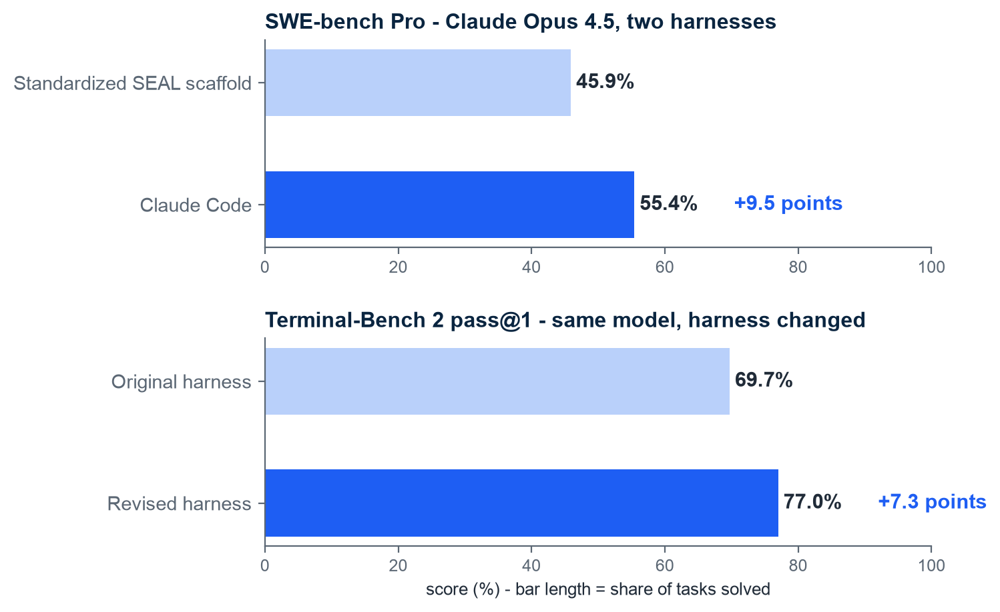 SWE-bench Pro - Claude Opus 4.5, two harnesses
Standardized SEAL scaffold
45.9%
Claude Code
55.4%
+9.5 points
0 20 40 60 80 100
Terminal-Bench 2 pass@1 - same model, harness changed
Original harness
69.7%
Revised harness
77.0%
+7.3 points
0 20 40 60 80 100
score (%) - bar length = share of tasks solved